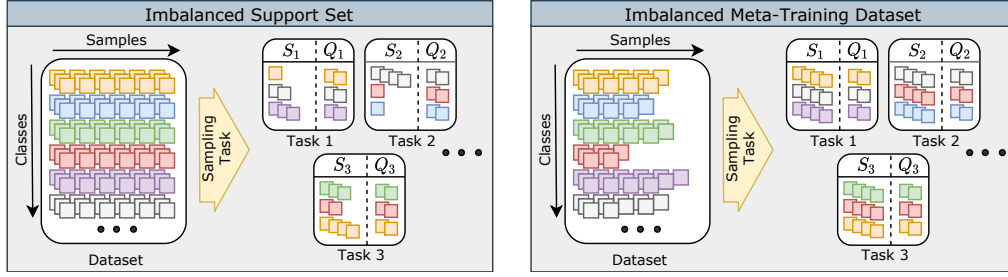 Imbalanced Support Set
Samples
Classes
Dataset
Sampling Task
S1 Q1
Task 1
S2 Q2
Task 2
S3 Q3
Task 3
Imbalanced Meta-Training Dataset
Samples
Classes
Dataset
Sampling Task
S1 Q1
Task 1
S2 Q2
Task 2
S3 Q3
Task 3